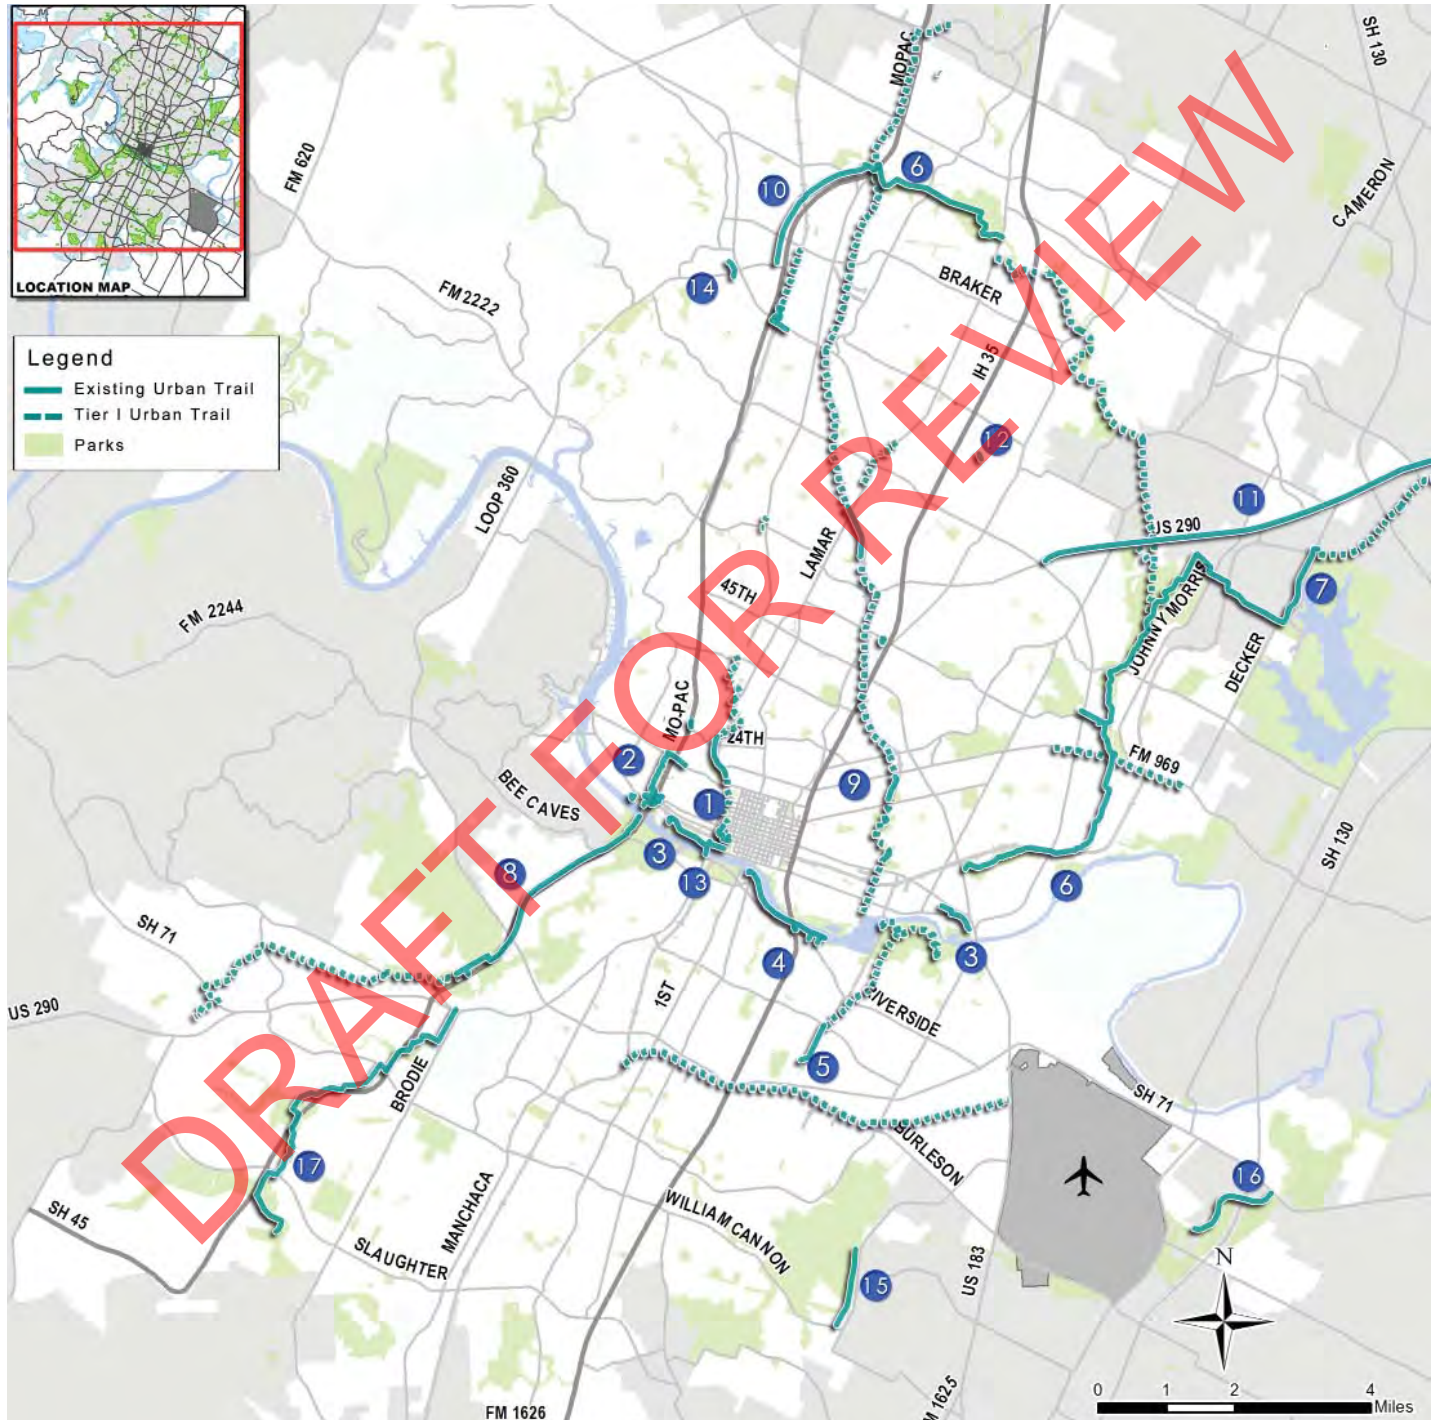 LOCATION MAP
Legend
Existing Urban Trail
Tier I Urban Trail
Parks
DRAFT FOR REVIEW
MOPAC
SH 130
FM 620
CAMERON
10
6
14
FM 2222
BRAKER
IH 35
12
LOOP 360
11
US 290
LAMAR
45TH
7
FM 2244
JOHNNY MORRIS
DECKER
MO-PAC
24TH
2
FM 969
BEE CAVES
1
9
SH 130
3
8
13
6
SH 71
4
3
US 290
1ST
RIVERSIDE
5
BRODIE
SH 71
BURLESON
17
16
MANCHACA
WILLIAM CANNON
SH 45
SLAUGHTER
US 183
15
N
0 1 2 4
Miles
FM 1626
FM 1625